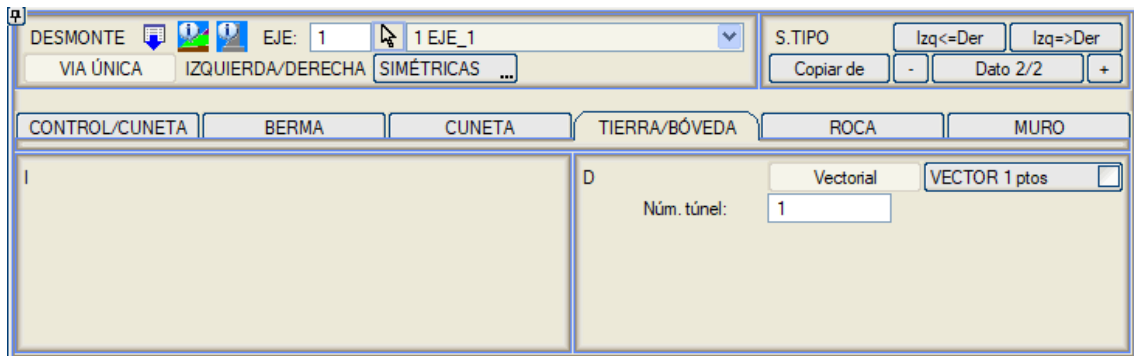 DESMONTE EJE: 1 1 EJE_1 S.TIPO Izq<=Der Izq=>Der
VIA ÚNICA IZQUIERDA/DERECHA SIMÉTRICAS ... Copiar de - Dato 2/2 +
CONTROL/CUNETA BERMA CUNETA TIERRA/BÓVEDA ROCA MURO
I D Vectorial VECTOR 1 ptos
Núm. túnel: 1